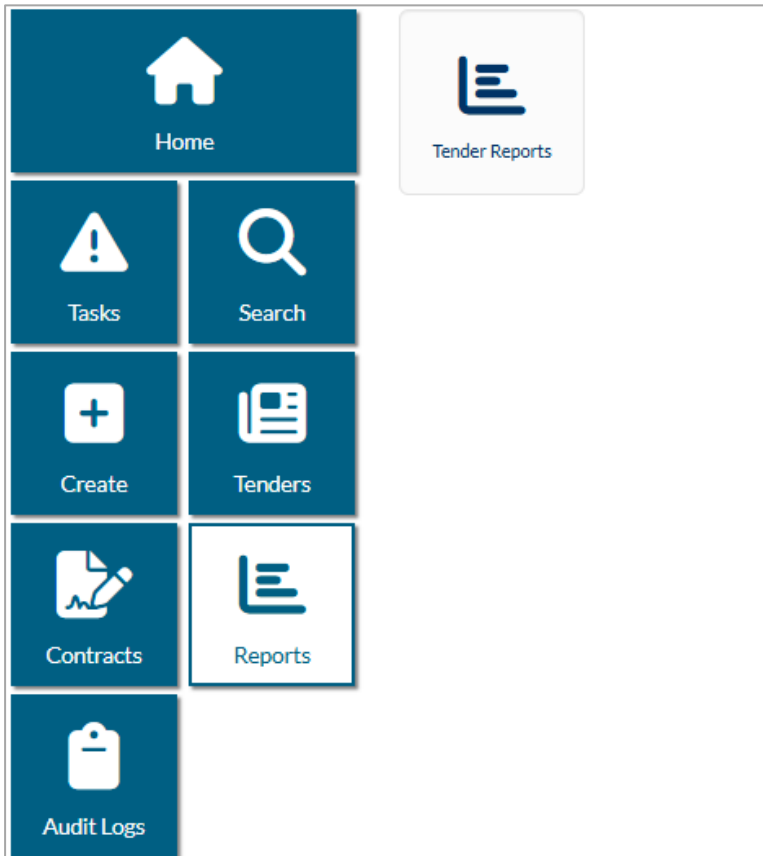 Home
Tender Reports
Tasks
Search
Create
Tenders
Contracts
Reports
Audit Logs